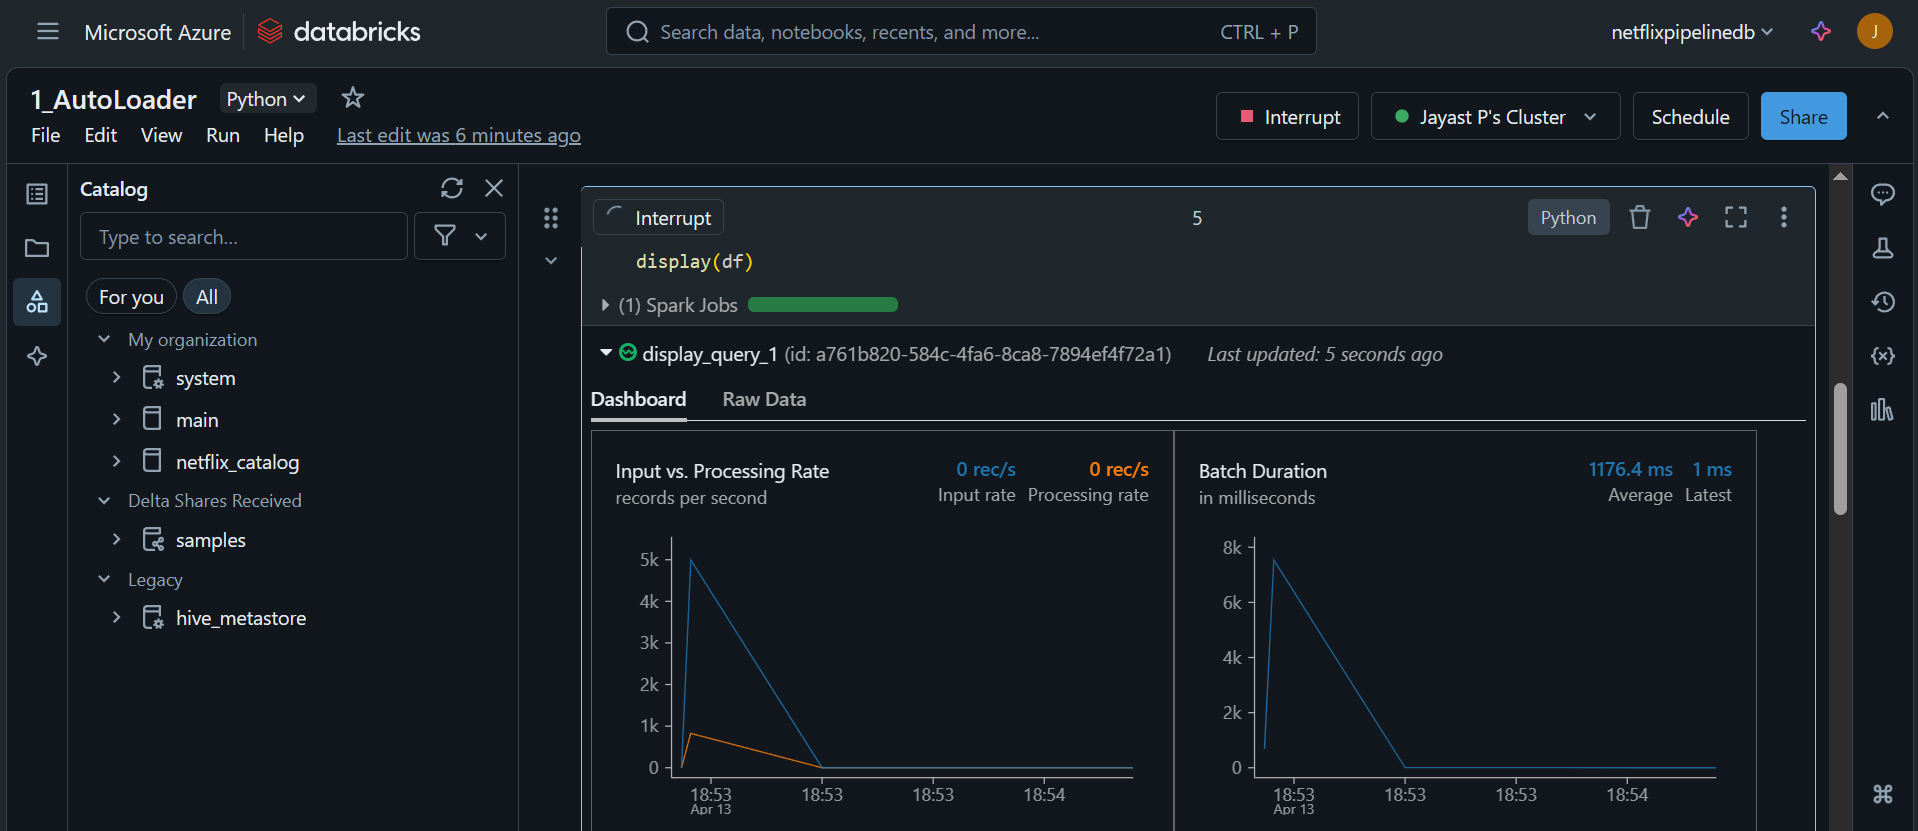 Microsoft Azure databricks Search data, notebooks, recents, and more... CTRL + P netflixpipelinedb J
1_AutoLoader Python
File Edit View Run Help Last edit was 6 minutes ago Interrupt Jayast P's Cluster Schedule Share
Catalog
Type to search...
For you All
My organization
system
main
netflix_catalog
Delta Shares Received
samples
Legacy
hive_metastore
Interrupt 5 Python
display(df)
(1) Spark Jobs
display_query_1 (id: a761b820-584c-4fa6-8ca8-7894ef4f72a1) Last updated: 5 seconds ago
Dashboard Raw Data
Input vs. Processing Rate 0 rec/s 0 rec/s
records per second Input rate Processing rate
5k
4k
3k
2k
1k
0
18:53 18:53 18:53 18:54
Apr 13
Batch Duration 1176.4 ms 1 ms
in milliseconds Average Latest
8k
6k
4k
2k
0
18:53 18:53 18:53 18:54
Apr 13